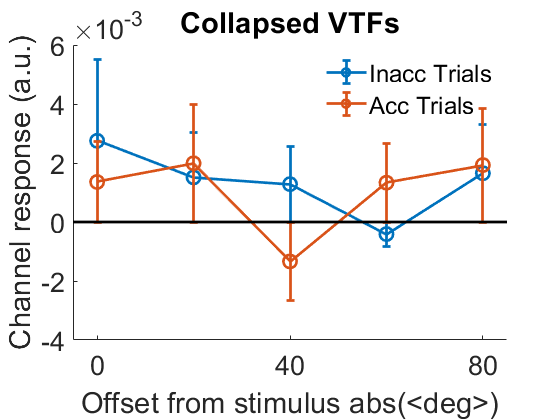 ×10-3
Collapsed VTFs
Channel response (a.u.)
6
4
2
0
-2
-4
Inacc Trials
Acc Trials
0
40
80
Offset from stimulus abs(<deg>)